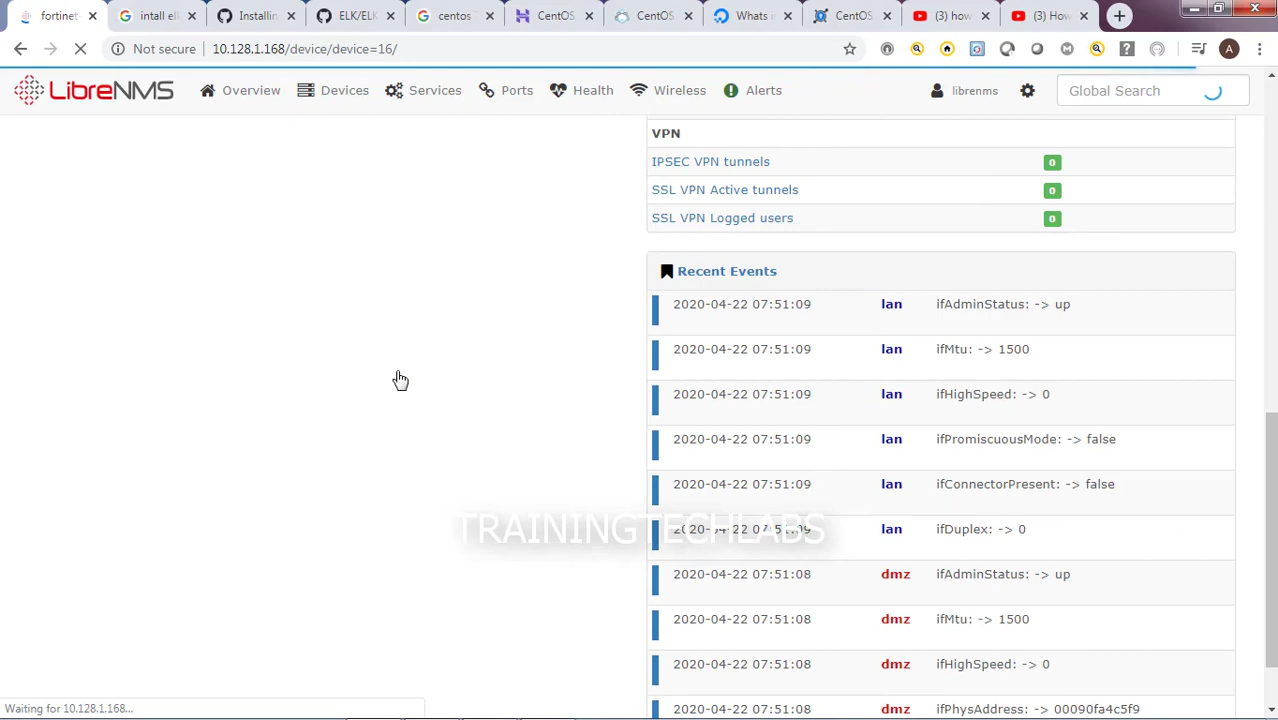 fortinet
intall eli
Installin
ELK/ELK
centos
CentOS
CentOS
Whats i
CentOS
(3) how
(3) How
Not secure
10.128.1.168/device/device=16/
A
LibreNMS
Overview
Devices
Services
Ports
Health
Wireless
Alerts
librenms
Global Search
VPN
IPSEC VPN tunnels 0
SSL VPN Active tunnels 0
SSL VPN Logged users 0
Recent Events
2020-04-22 07:51:09 lan ifAdminStatus: -> up
2020-04-22 07:51:09 lan ifMtu: -> 1500
2020-04-22 07:51:09 lan ifHighSpeed: -> 0
2020-04-22 07:51:09 lan ifPromiscuousMode: -> false
2020-04-22 07:51:09 lan ifConnectorPresent: -> false
2020-04-22 07:51:09 lan ifDuplex: -> 0
TRAININGTECHLABS
2020-04-22 07:51:08 dmz ifAdminStatus: -> up
2020-04-22 07:51:08 dmz ifMtu: -> 1500
2020-04-22 07:51:08 dmz ifHighSpeed: -> 0
2020-04-22 07:51:08 dmz ifPhysAddress: -> 00090fa4c5f9
Waiting for 10.128.1.168...